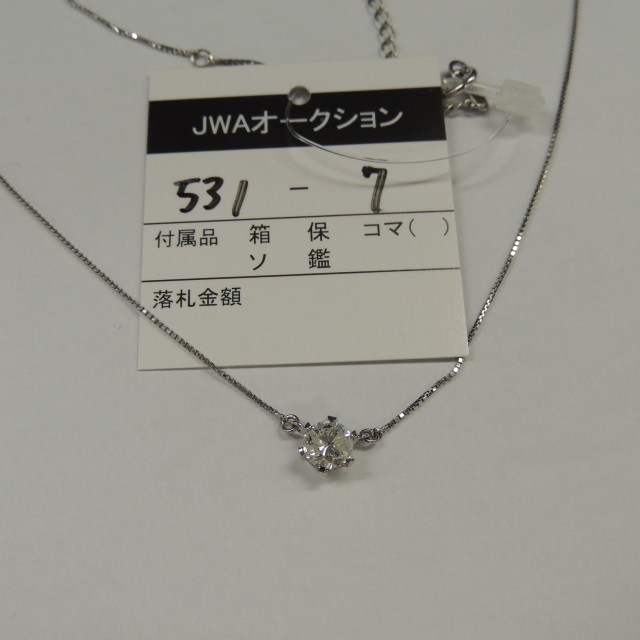 JWAオークション
531 - 7
付属品 箱 保 コマ( )
ソ 鑑
落札金額